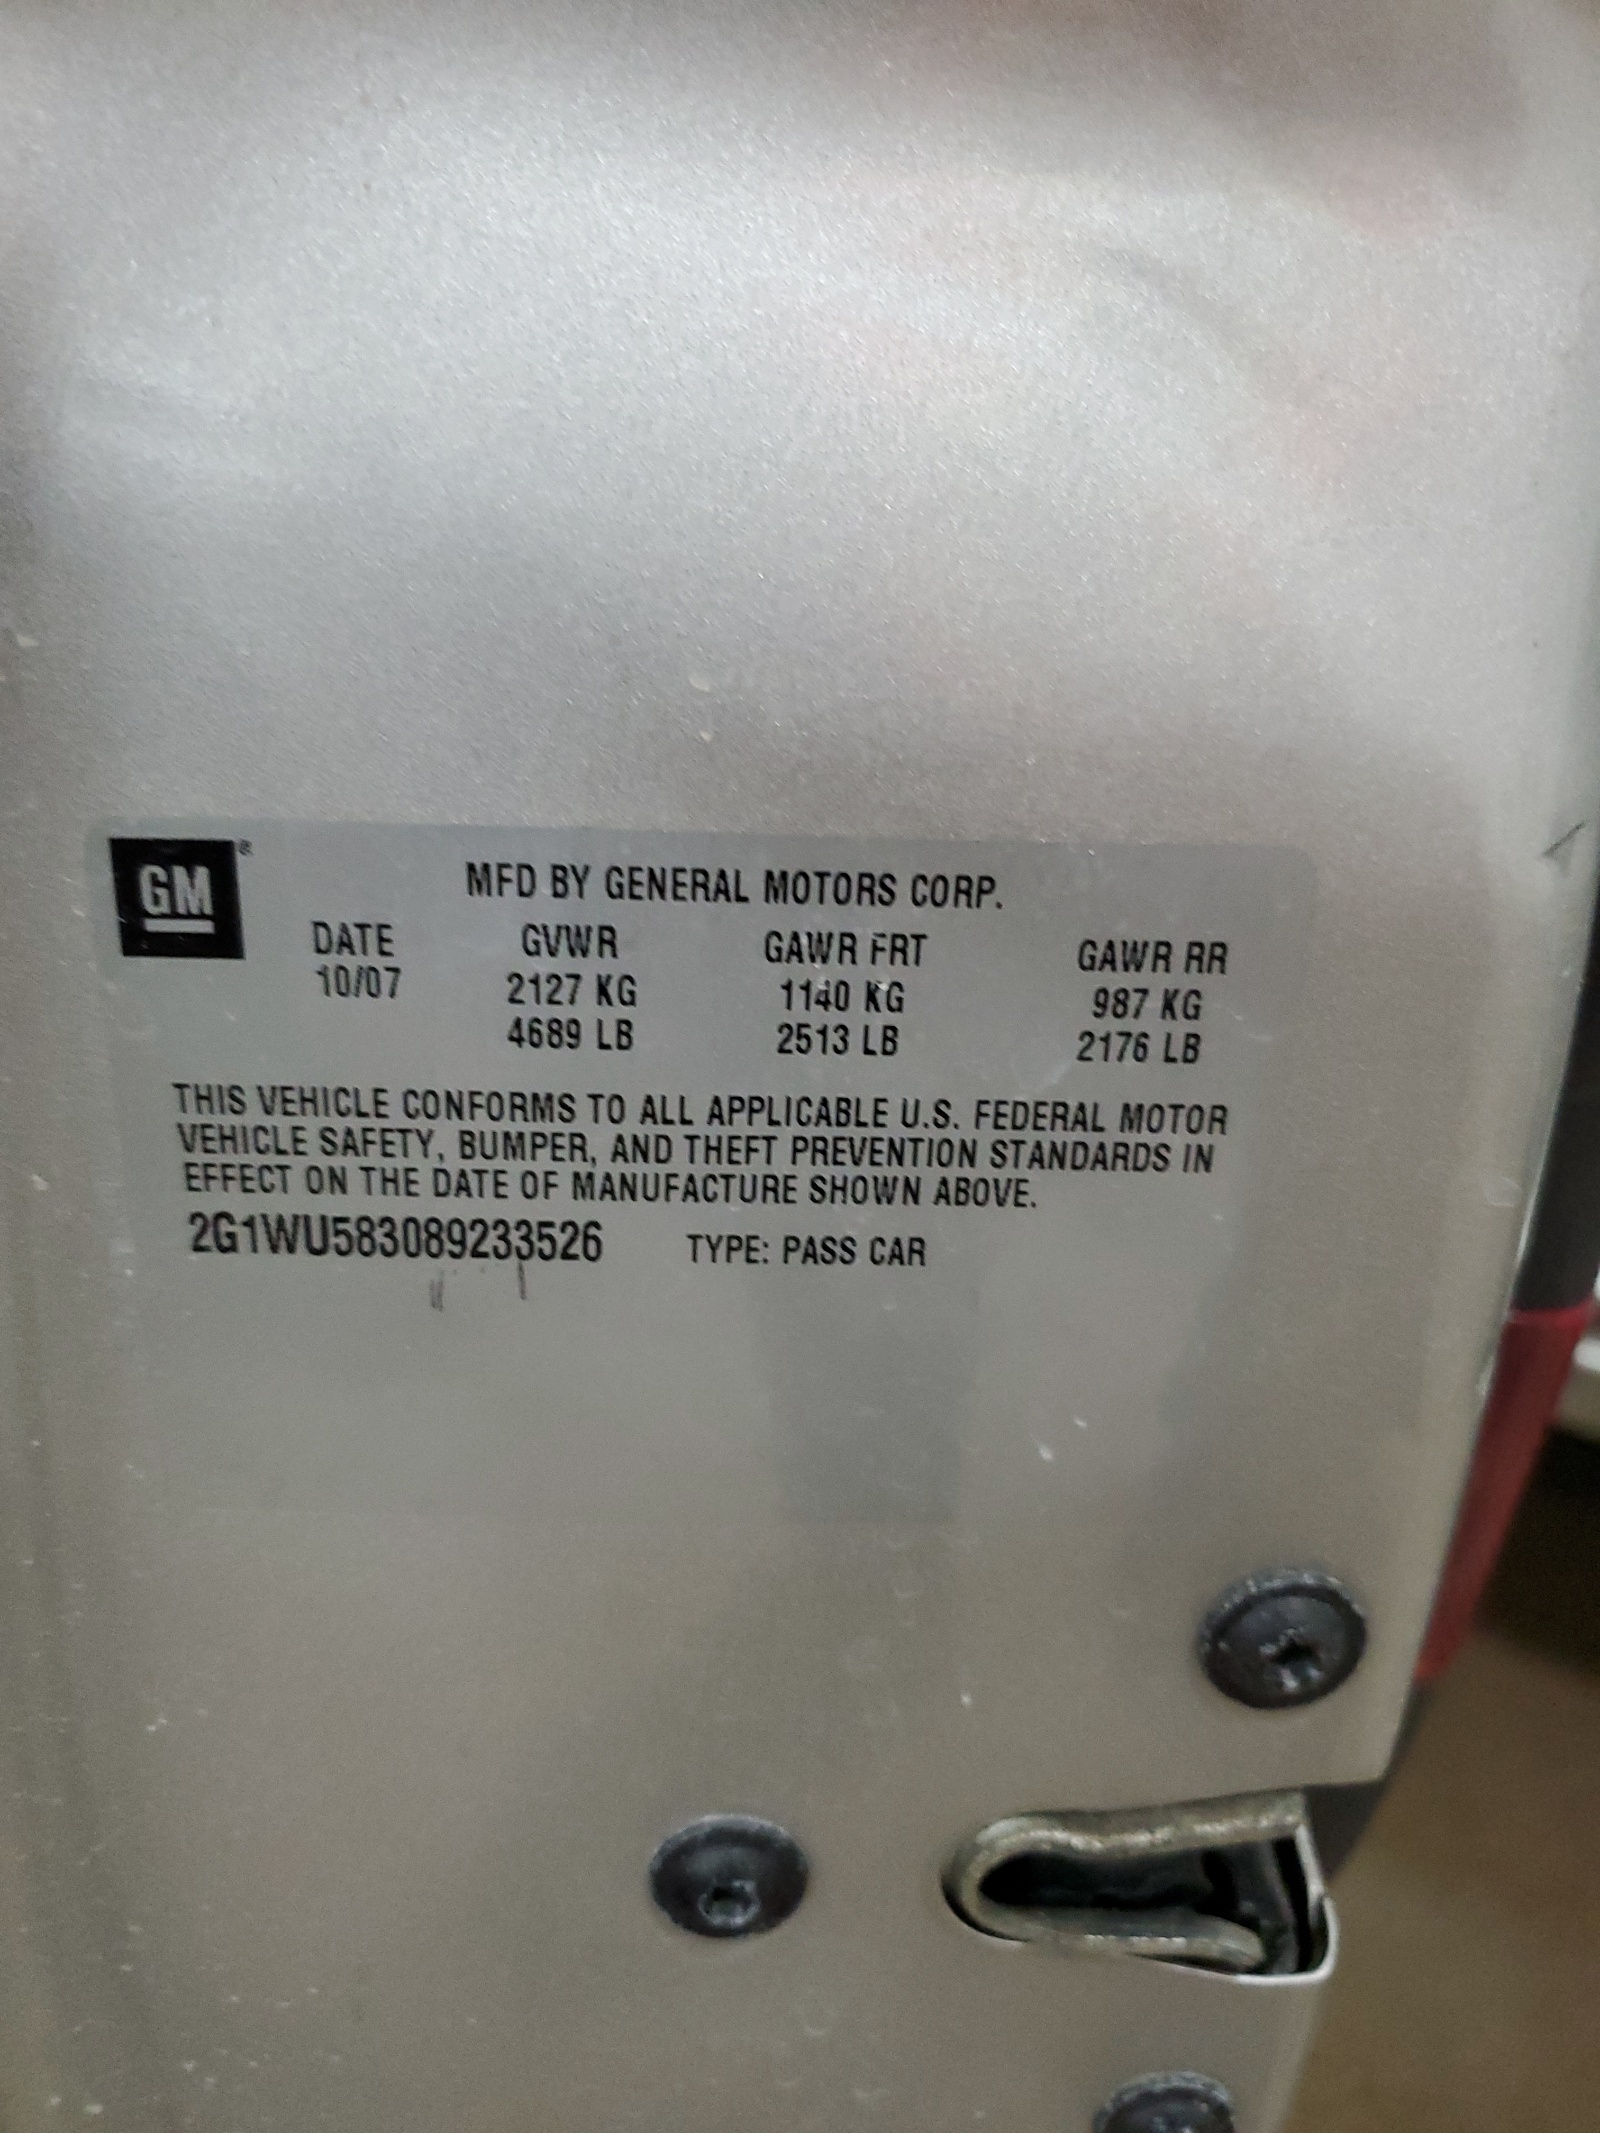 GM®
MFD BY GENERAL MOTORS CORP.
DATE GVWR GAWR FRT GAWR RR
10/07 2127 KG 1140 KG 987 KG
4689 LB 2513 LB 2176 LB
THIS VEHICLE CONFORMS TO ALL APPLICABLE U.S. FEDERAL MOTOR
VEHICLE SAFETY, BUMPER, AND THEFT PREVENTION STANDARDS IN
EFFECT ON THE DATE OF MANUFACTURE SHOWN ABOVE.
2G1WU583089233526 TYPE: PASS CAR